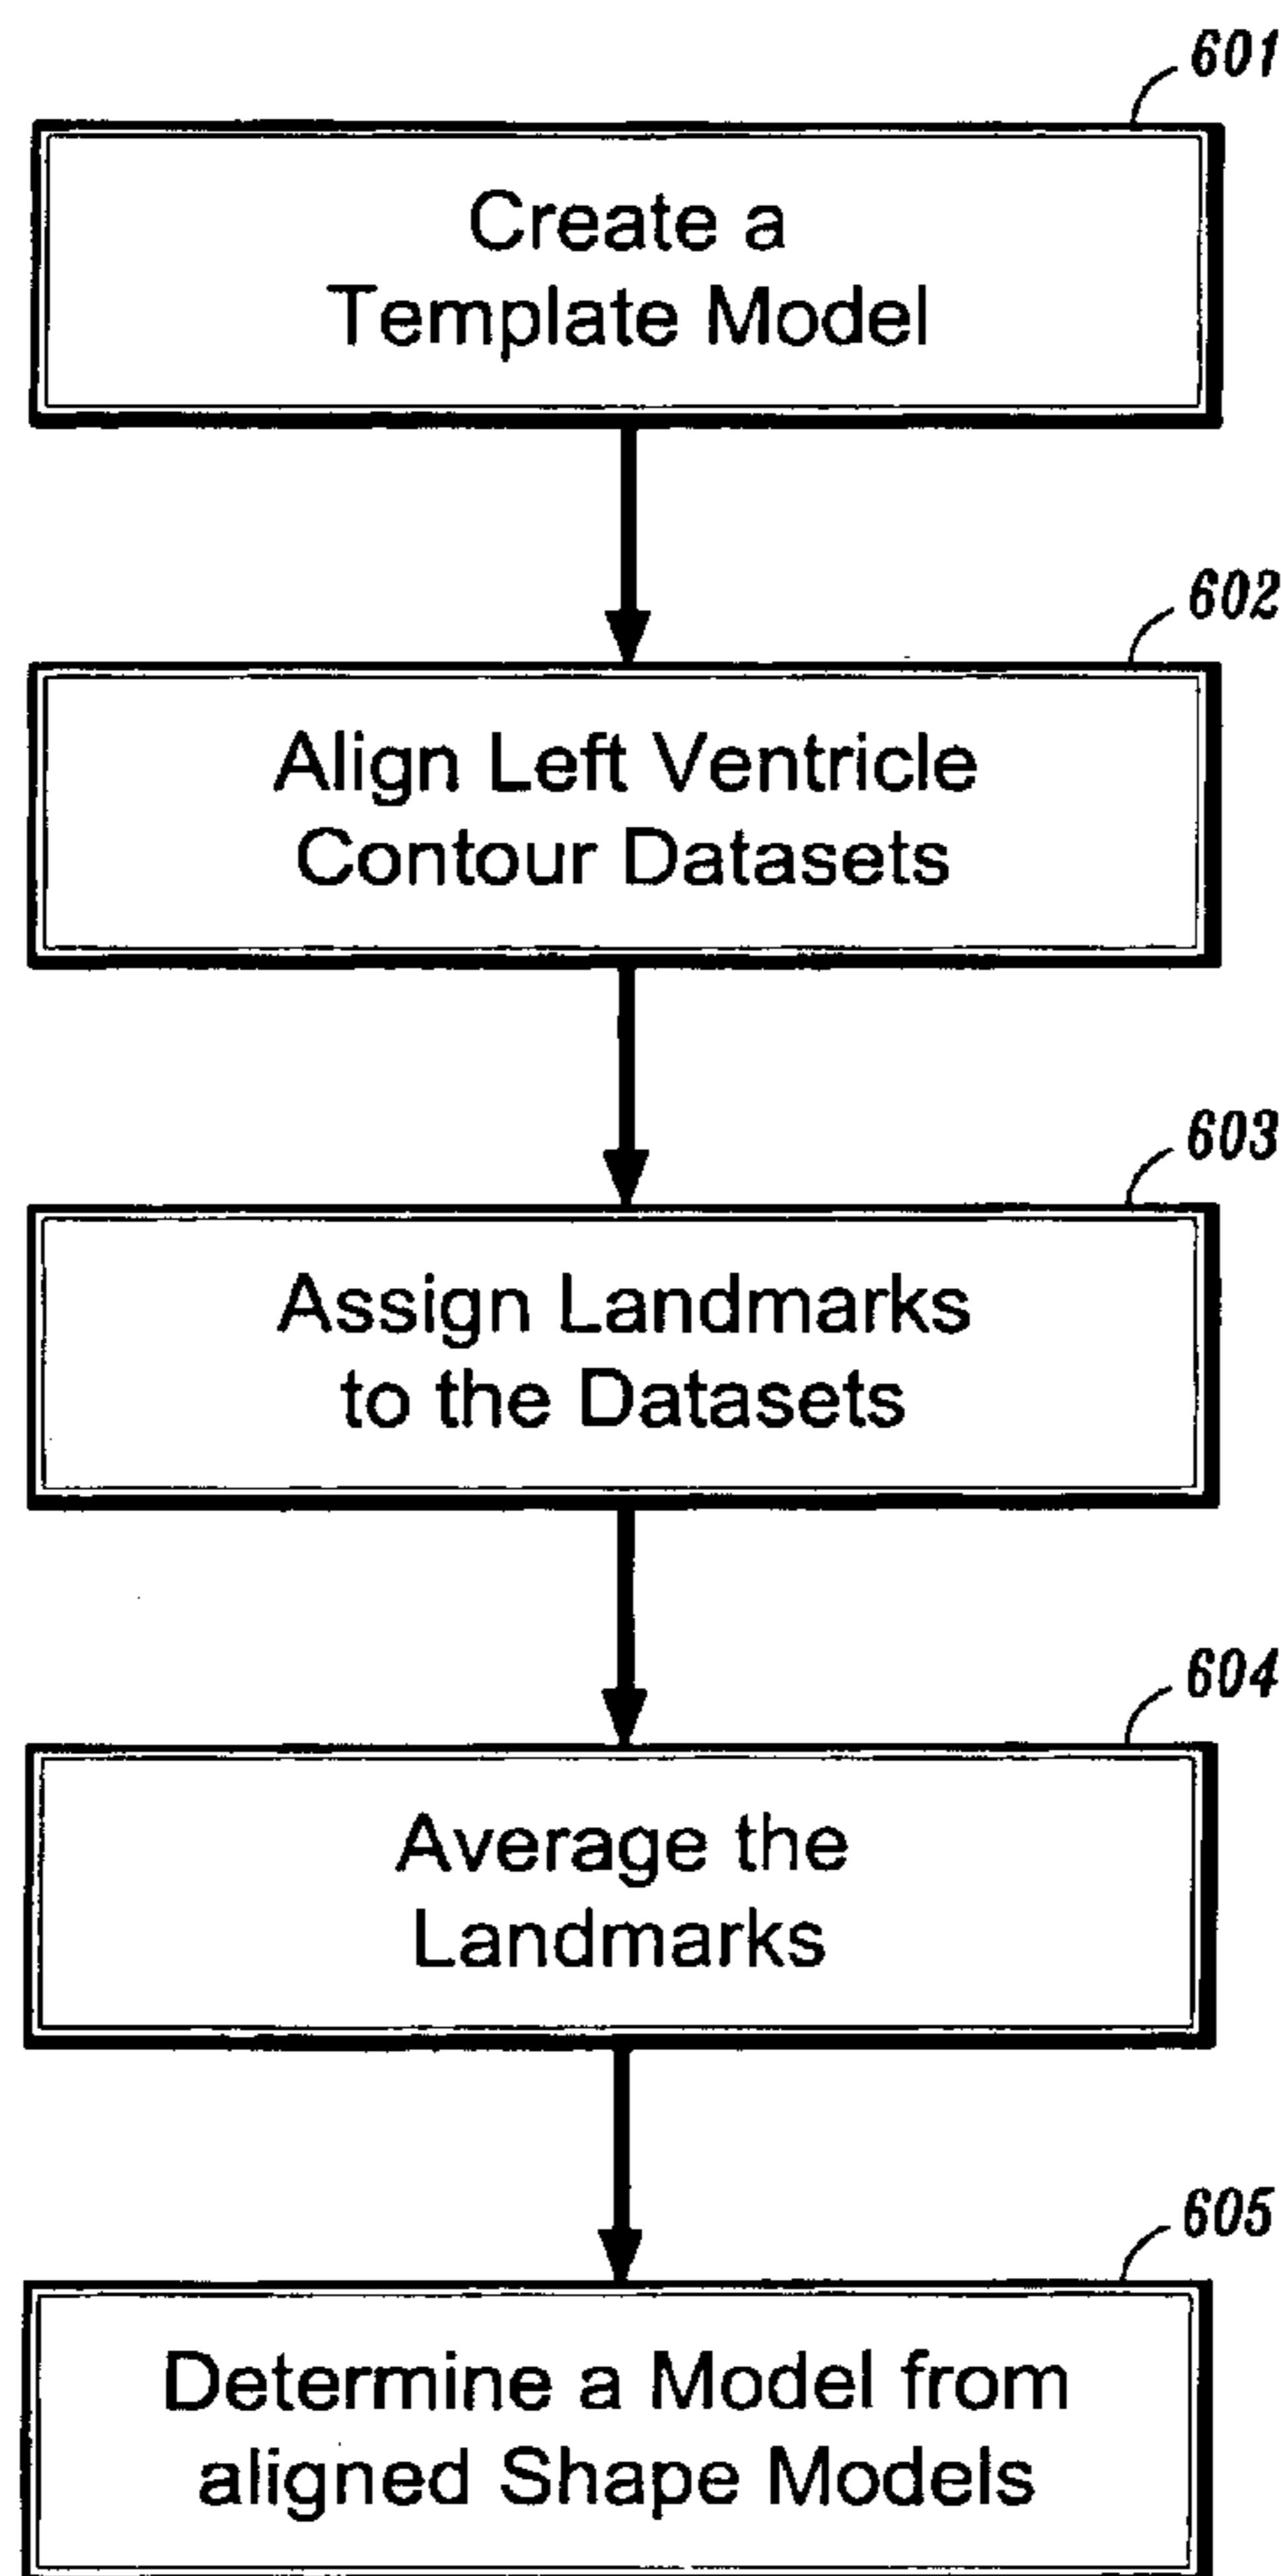 601
Create a
Template Model
602
Align Left Ventricle
Contour Datasets
603
Assign Landmarks
to the Datasets
604
Average the
Landmarks
605
Determine a Model from
aligned Shape Models